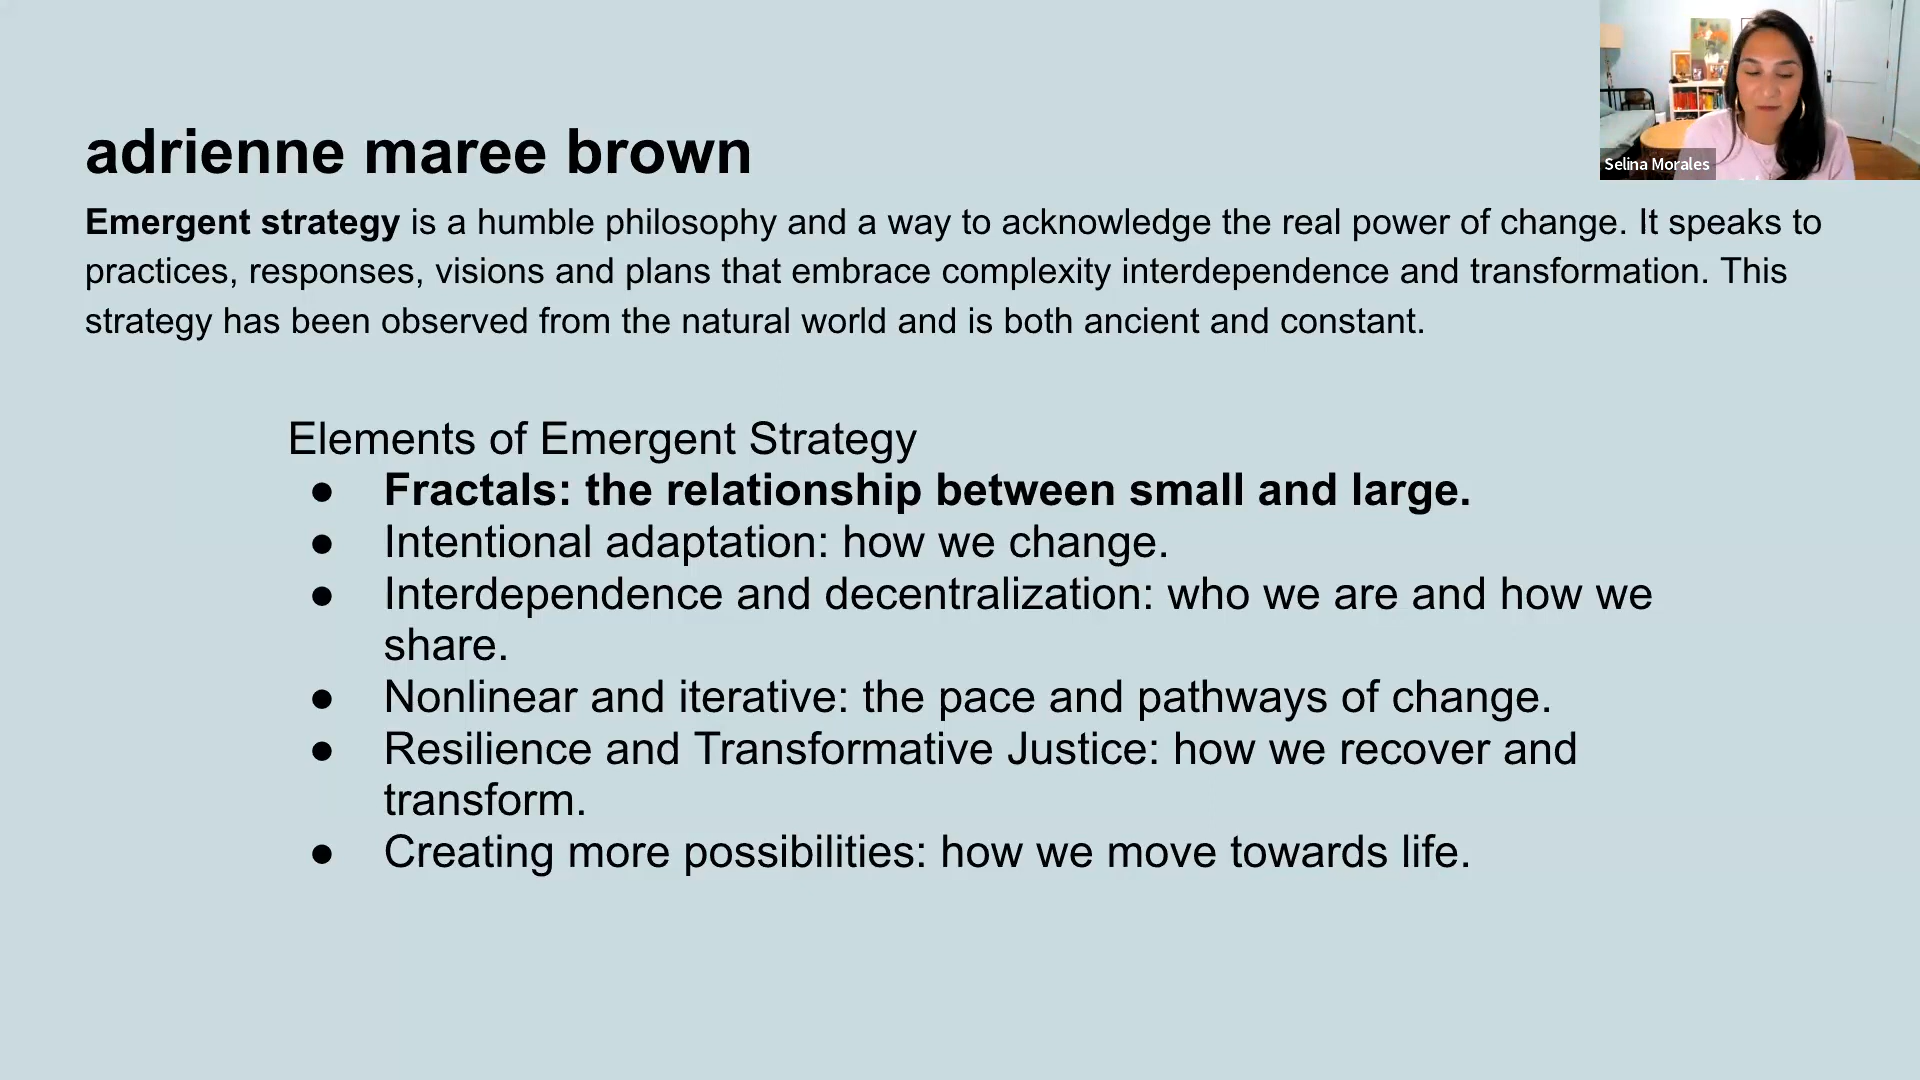 adrienne maree brown
Selina Morales
Emergent strategy is a humble philosophy and a way to acknowledge the real power of change. It speaks to
practices, responses, visions and plans that embrace complexity interdependence and transformation. This
strategy has been observed from the natural world and is both ancient and constant.
Elements of Emergent Strategy
● Fractals: the relationship between small and large.
● Intentional adaptation: how we change.
● Interdependence and decentralization: who we are and how we
share.
● Nonlinear and iterative: the pace and pathways of change.
● Resilience and Transformative Justice: how we recover and
transform.
● Creating more possibilities: how we move towards life.